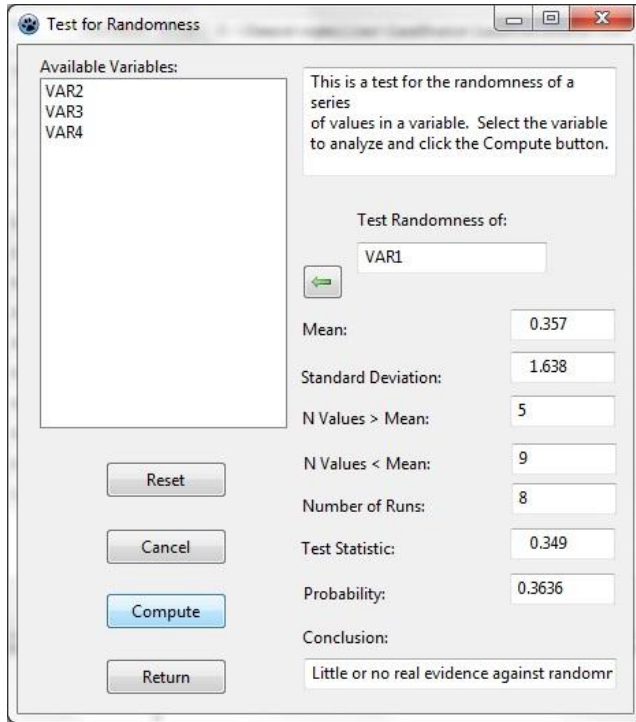 Test for Randomness
Available Variables:
VAR2
VAR3
VAR4
This is a test for the randomness of a
series
of values in a variable. Select the variable
to analyze and click the Compute button.
Test Randomness of:
VAR1
Mean: 0.357
Standard Deviation: 1.638
N Values > Mean: 5
N Values < Mean: 9
Number of Runs: 8
Test Statistic: 0.349
Probability: 0.3636
Conclusion:
Little or no real evidence against randomr
Reset
Cancel
Compute
Return